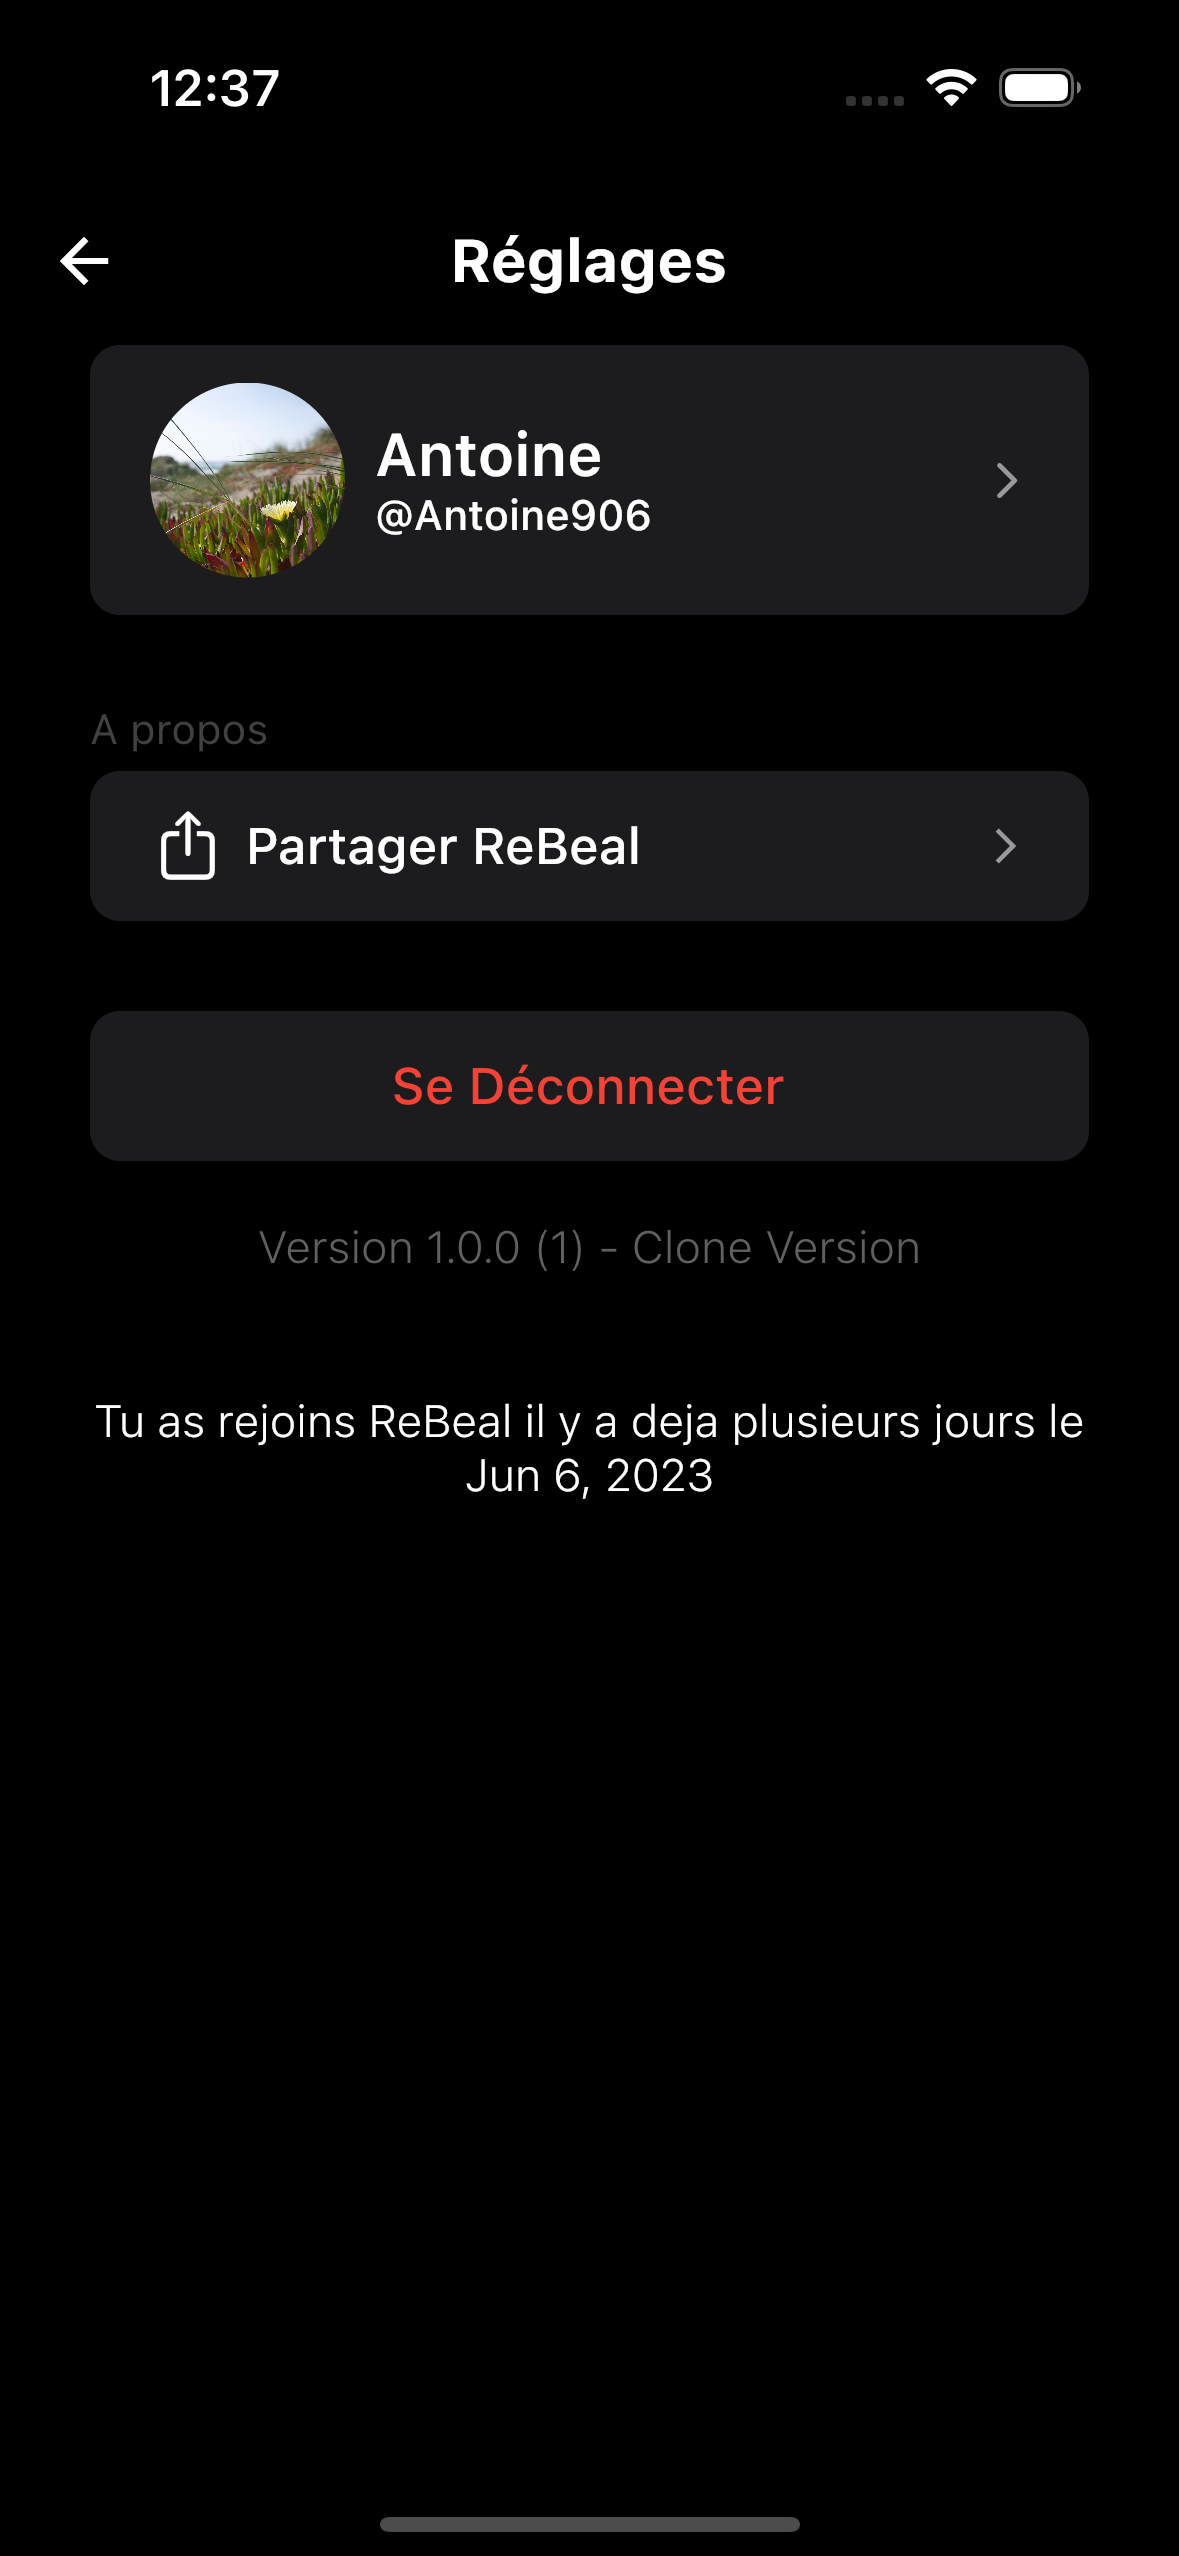 12:37
Réglages
Antoine
@Antoine906
A propos
Partager ReBeal
Se Déconnecter
Version 1.0.0 (1) - Clone Version
Tu as rejoins ReBeal il y a deja plusieurs jours le
Jun 6, 2023